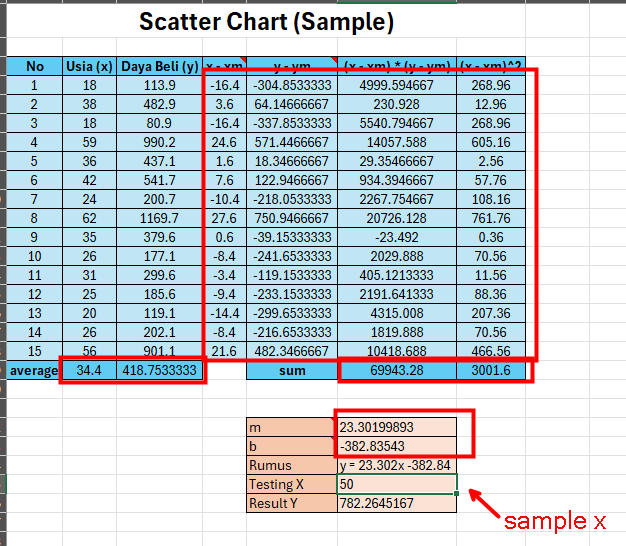 Scatter Chart (Sample)
No Usia (x) Daya Beli (y) x - xm y - ym (x - xm) * (y - ym) (x - xm)^2
1 18 113.9 -16.4 -304.8533333 4999.594667 268.96
2 38 482.9 3.6 64.14666667 230.928 12.96
3 18 80.9 -16.4 -337.8533333 5540.794667 268.96
4 59 990.2 24.6 571.4466667 14057.588 605.16
5 36 437.1 1.6 18.34666667 29.35466667 2.56
6 42 541.7 7.6 122.9466667 934.3946667 57.76
7 24 200.7 -10.4 -218.0533333 2267.754667 108.16
8 62 1169.7 27.6 750.9466667 20726.128 761.76
9 35 379.6 0.6 -39.15333333 -23.492 0.36
10 26 177.1 -8.4 -241.6533333 2029.888 70.56
11 31 299.6 -3.4 -119.1533333 405.1213333 11.56
12 25 185.6 -9.4 -233.1533333 2191.641333 88.36
13 20 119.1 -14.4 -299.6533333 4315.008 207.36
14 26 202.1 -8.4 -216.6533333 1819.888 70.56
15 56 901.1 21.6 482.3466667 10418.688 466.56
average 34.4 418.7533333 sum 69943.28 3001.6
m 23.30199893
b -382.83543
Rumus y = 23.302x -382.84
Testing X 50
Result Y 782.2645167
sample x